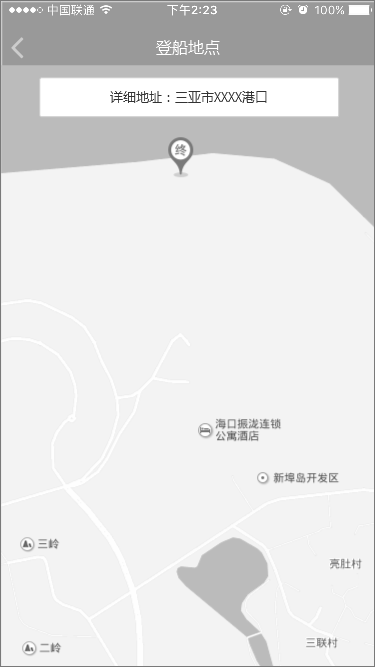 中国联通 下午2:23 100%
登船地点
详细地址：三亚市XXXX港口
终
海口振泷连锁
公寓酒店
新埠岛开发区
三岭
亮肚村
三联村
二岭